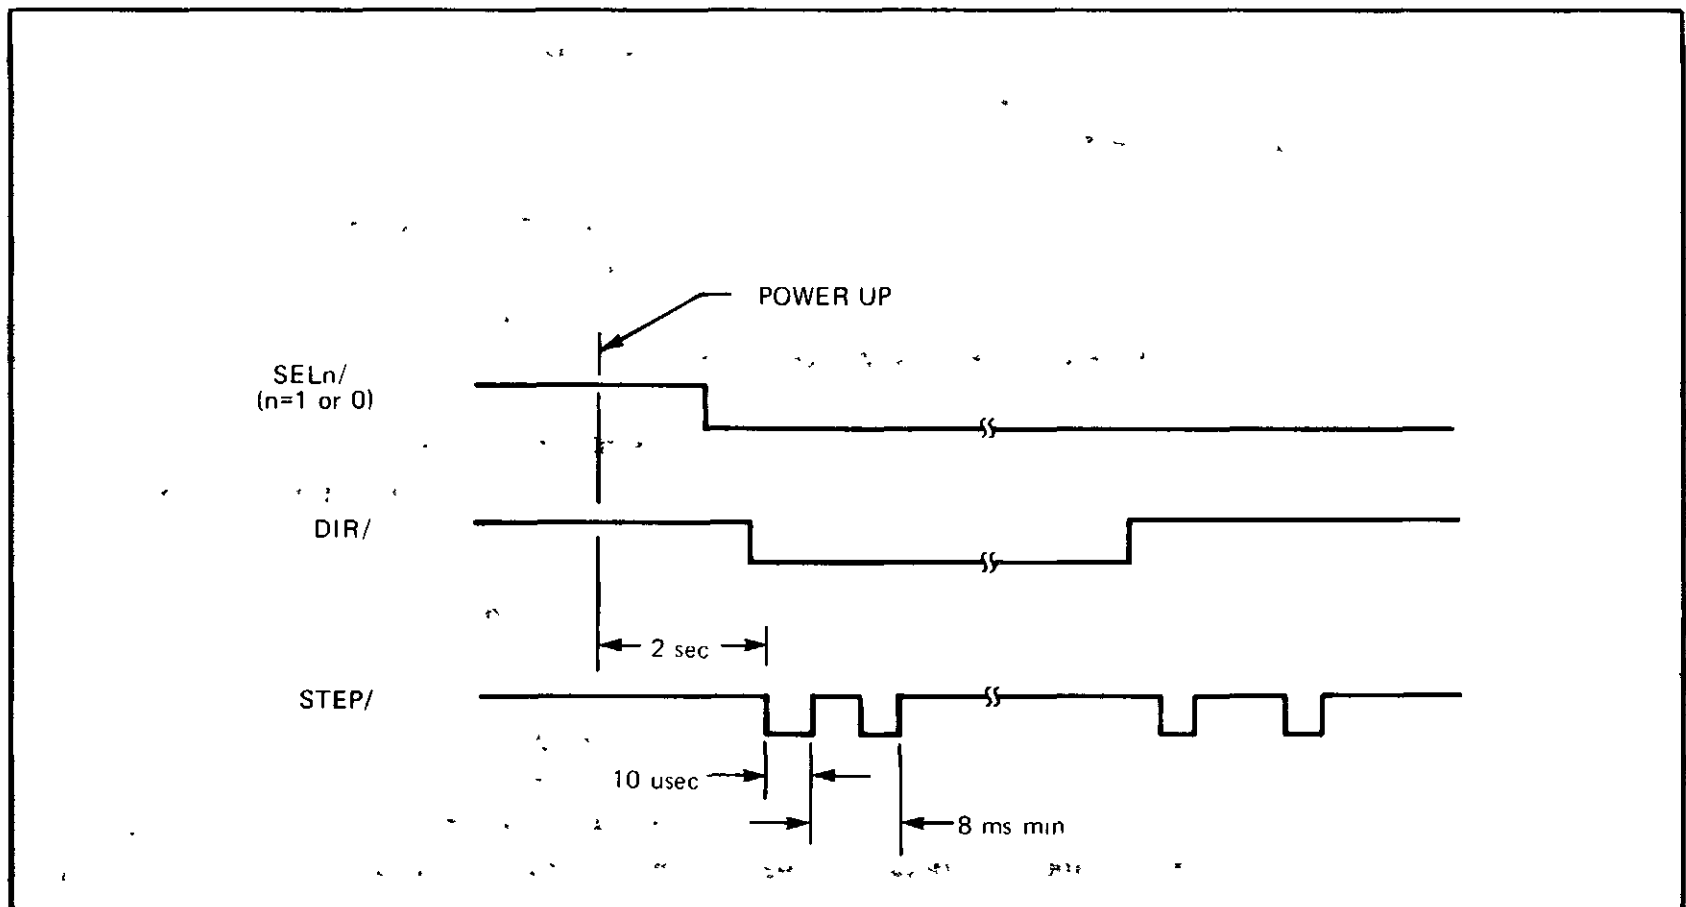 POWER UP
SELn/
(n=1 or 0)
DIR/
2 sec
STEP/
10 usec
8 ms min